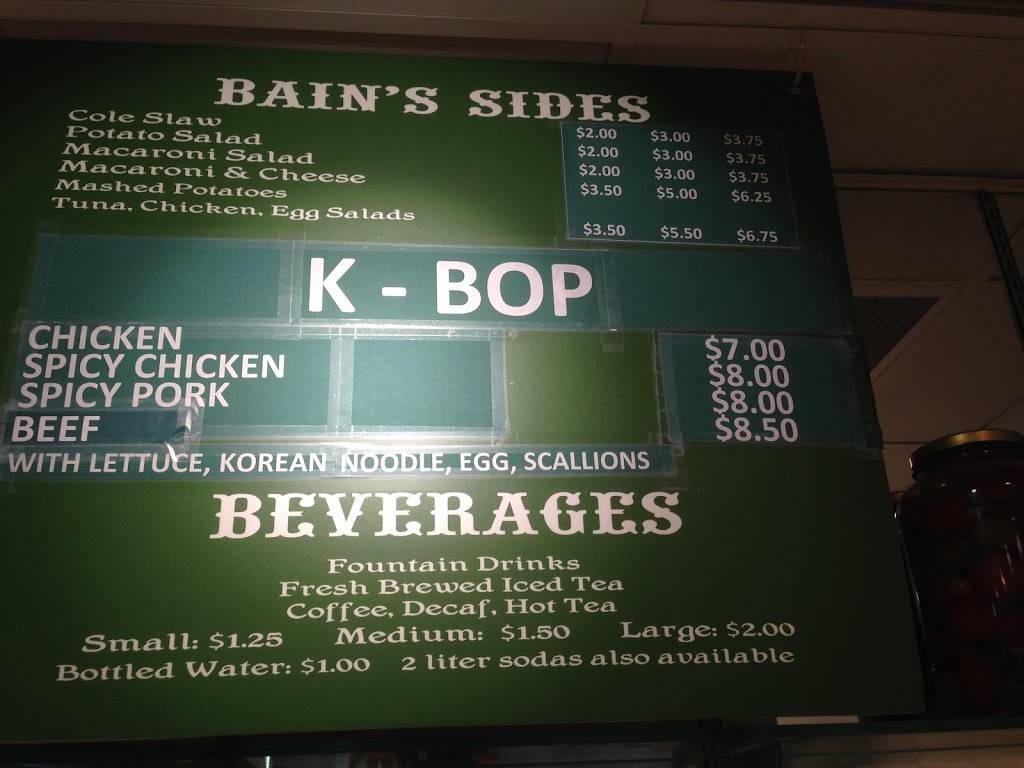 BAIN'S SIDES
Cole Slaw $2.00 $3.00 $3.75
Potato Salad $2.00 $3.00 $3.75
Macaroni Salad $2.00 $3.00 $3.75
Macaroni & Cheese $3.50 $5.00 $6.25
Mashed Potatoes
Tuna, Chicken, Egg Salads $3.50 $5.50 $6.75
K - BOP
CHICKEN $7.00
SPICY CHICKEN $8.00
SPICY PORK $8.00
BEEF $8.50
WITH LETTUCE, KOREAN NOODLE, EGG, SCALLIONS
BEVERAGES
Fountain Drinks
Fresh Brewed Iced Tea
Coffee, Decaf, Hot Tea
Small: $1.25 Medium: $1.50 Large: $2.00
Bottled Water: $1.00 2 liter sodas also available